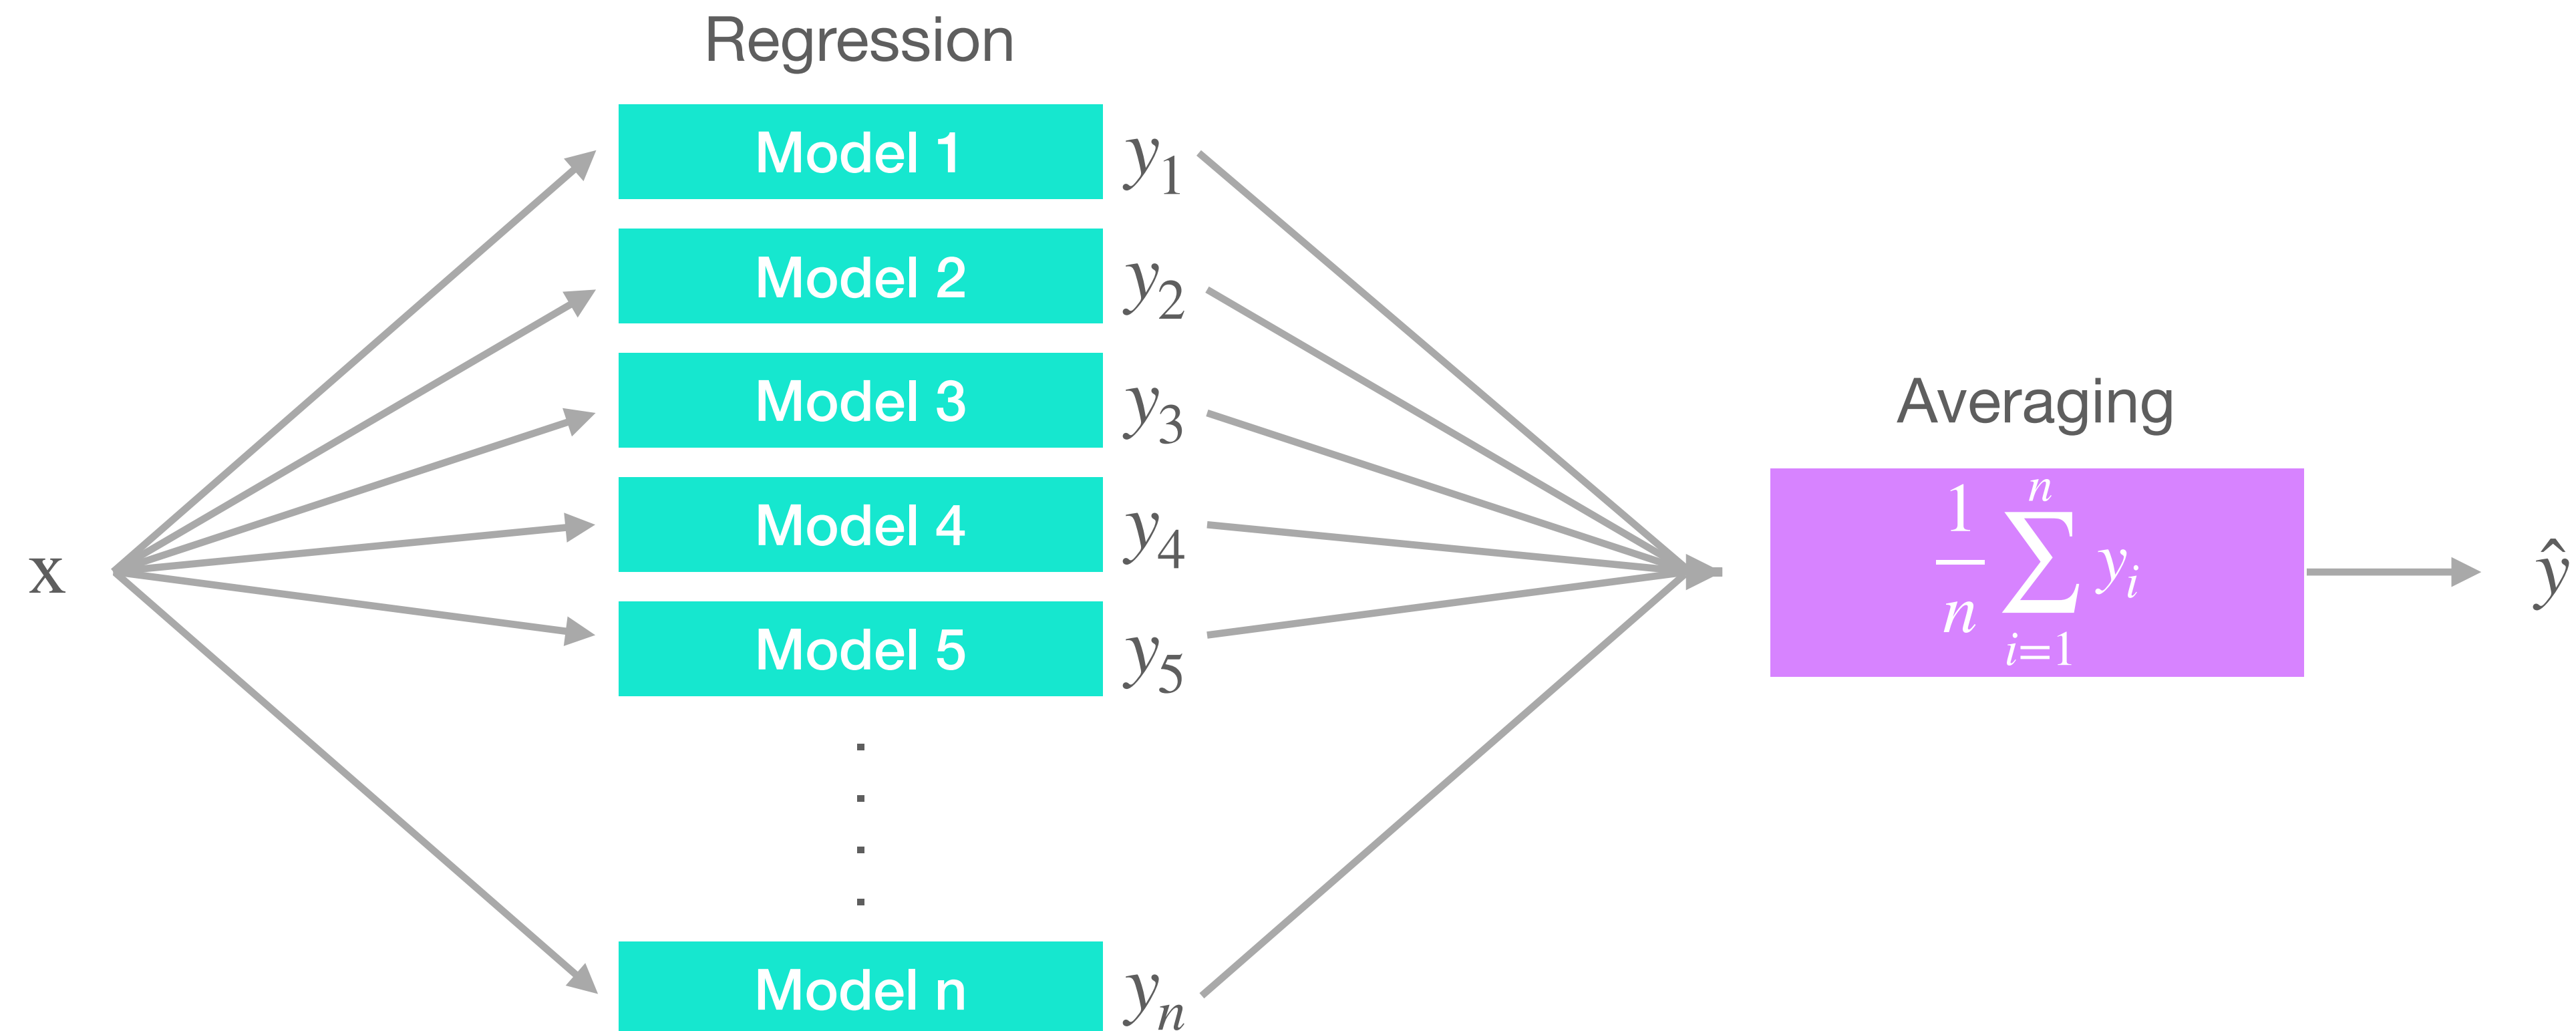 Regression
Model 1 y₁
Model 2 y₂
Model 3 y₃
Model 4 y₄
Model 5 y₅
.
.
.
.
Model n yₙ
x
Averaging
n
1/n ∑ yᵢ
i=1
ŷ